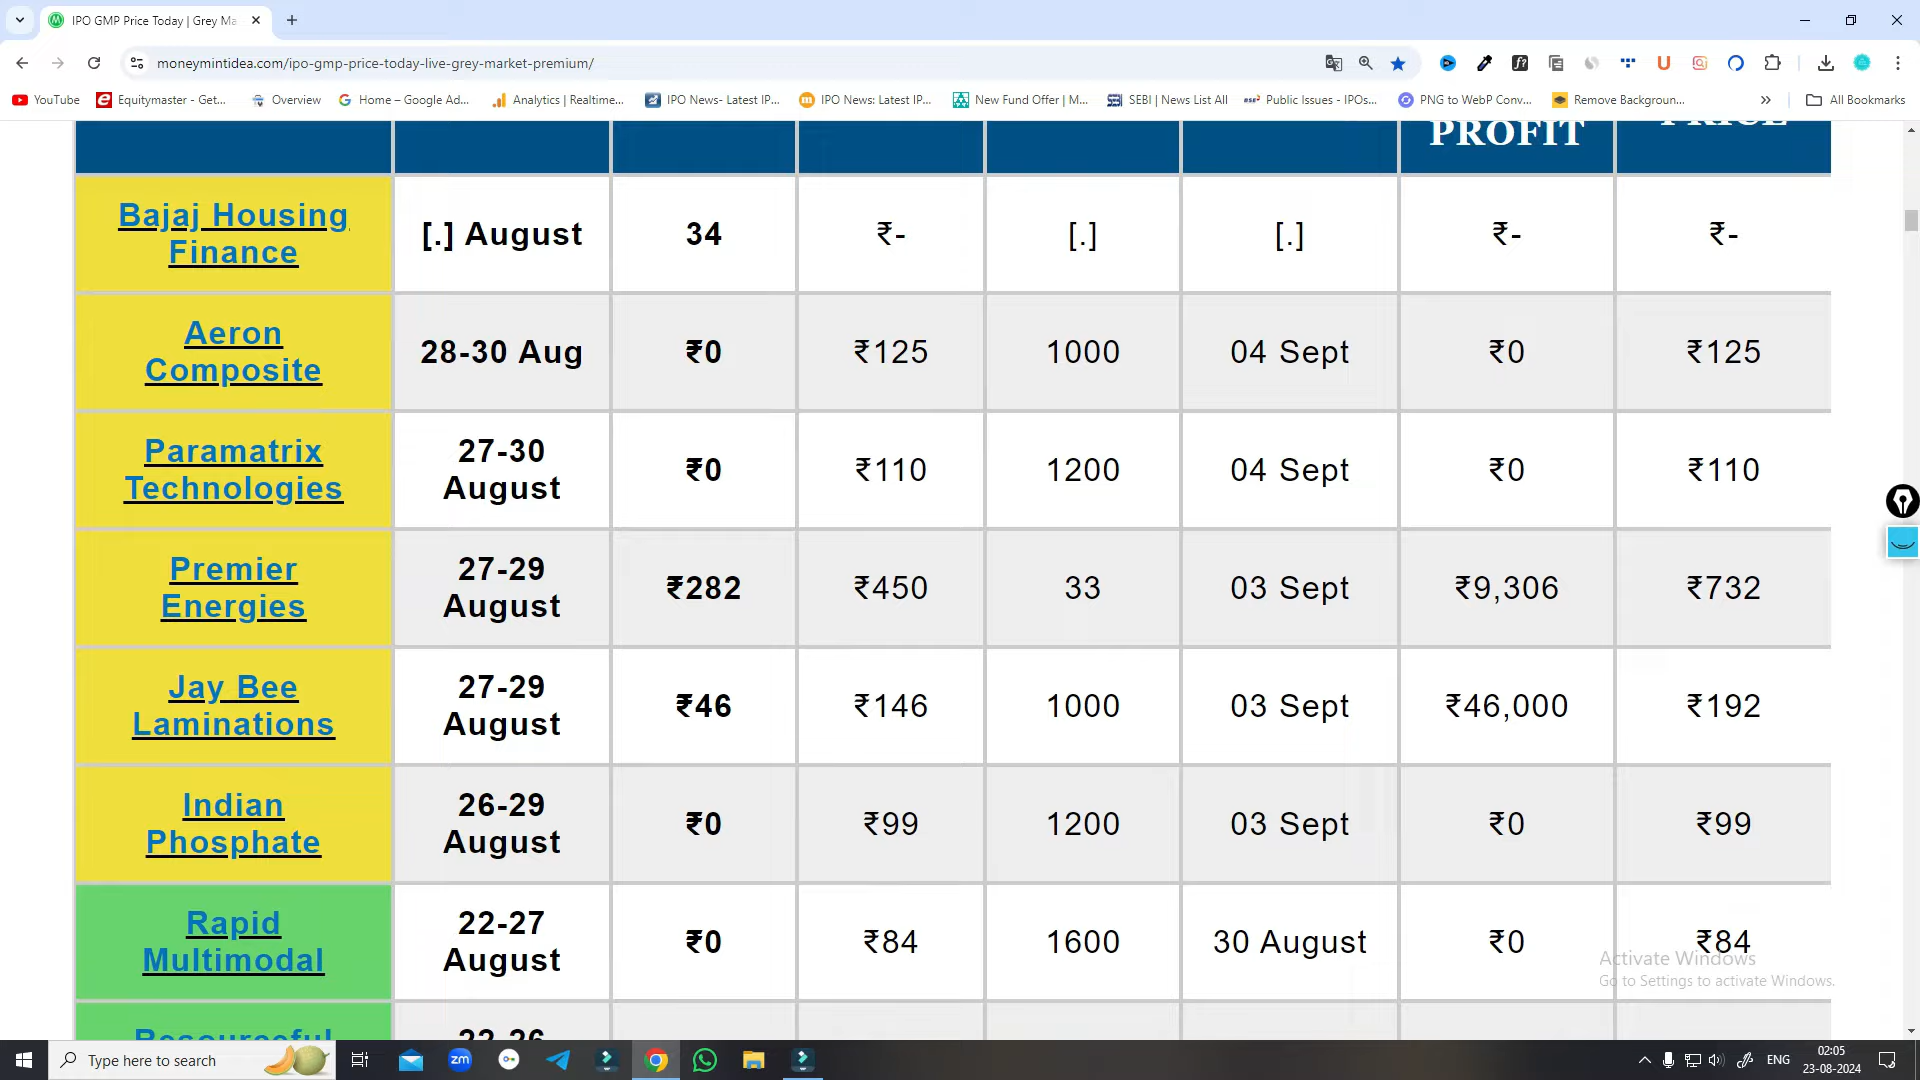 IPO GMP Price Today | Grey Ma
moneymintidea.com/ipo-gmp-price-today-live-grey-market-premium/
YouTube
Equitymaster - Get...
Overview
Home – Google Ad...
Analytics | Realtime...
IPO News- Latest IP...
IPO News: Latest IP...
New Fund Offer | M...
SEBI | News List All
Public Issues - IPOs...
PNG to WebP Conv...
Remove Backgroun...
All Bookmarks
PROFIT PRICE
Bajaj Housing
Finance
[.] August 34 ₹- [.] [.] ₹- ₹-
Aeron
Composite
28-30 Aug ₹0 ₹125 1000 04 Sept ₹0 ₹125
Paramatrix
Technologies
27-30
August
₹0 ₹110 1200 04 Sept ₹0 ₹110
Premier
Energies
27-29
August
₹282 ₹450 33 03 Sept ₹9,306 ₹732
Jay Bee
Laminations
27-29
August
₹46 ₹146 1000 03 Sept ₹46,000 ₹192
Indian
Phosphate
26-29
August
₹0 ₹99 1200 03 Sept ₹0 ₹99
Rapid
Multimodal
22-27
August
₹0 ₹84 1600 30 August ₹0 ₹84
Resourceful 22-26
Activate Windows
Go to Settings to activate Windows.
Type here to search
zm
ENG
02:05
23-08-2024